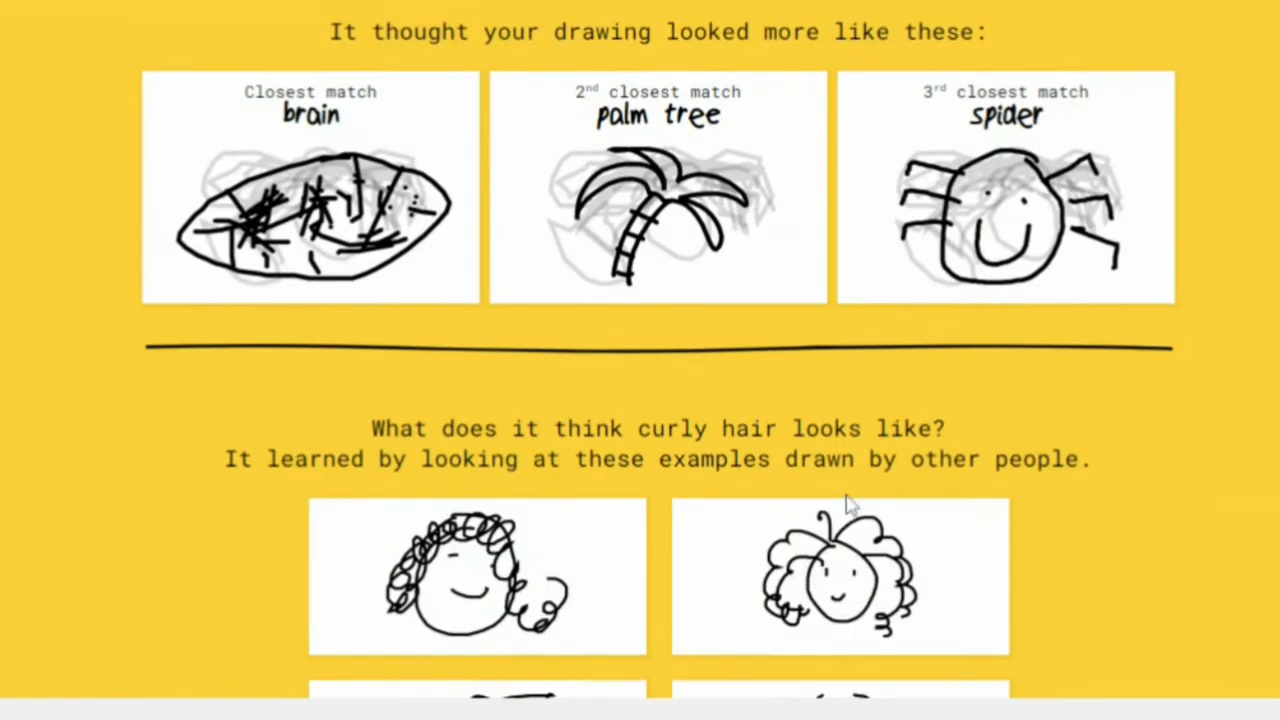 It thought your drawing looked more like these:
Closest match
brain
2nd closest match
palm tree
3rd closest match
spider
What does it think curly hair looks like?
It learned by looking at these examples drawn by other people.